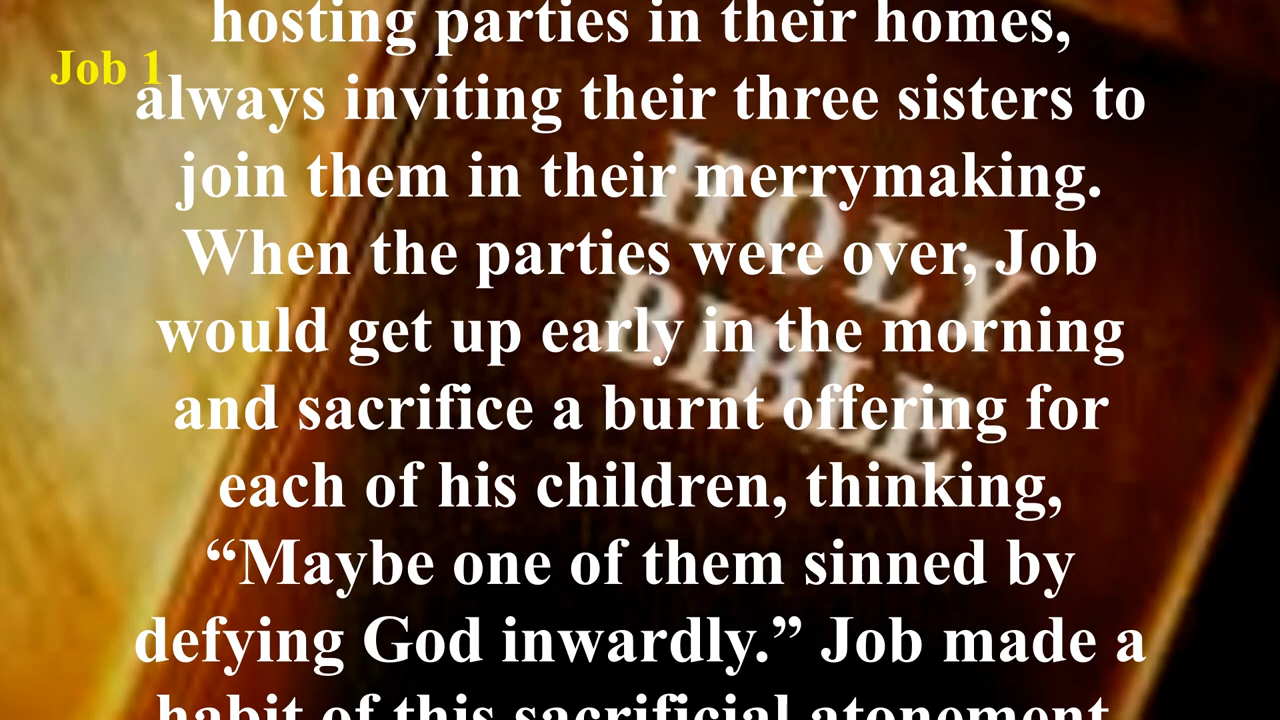 hosting parties in their homes,
Job 1
always inviting their three sisters to
join them in their merrymaking.
When the parties were over, Job
would get up early in the morning
and sacrifice a burnt offering for
each of his children, thinking,
“Maybe one of them sinned by
defying God inwardly.” Job made a
habit of this sacrificial atonement,
HOLY
BIBLE